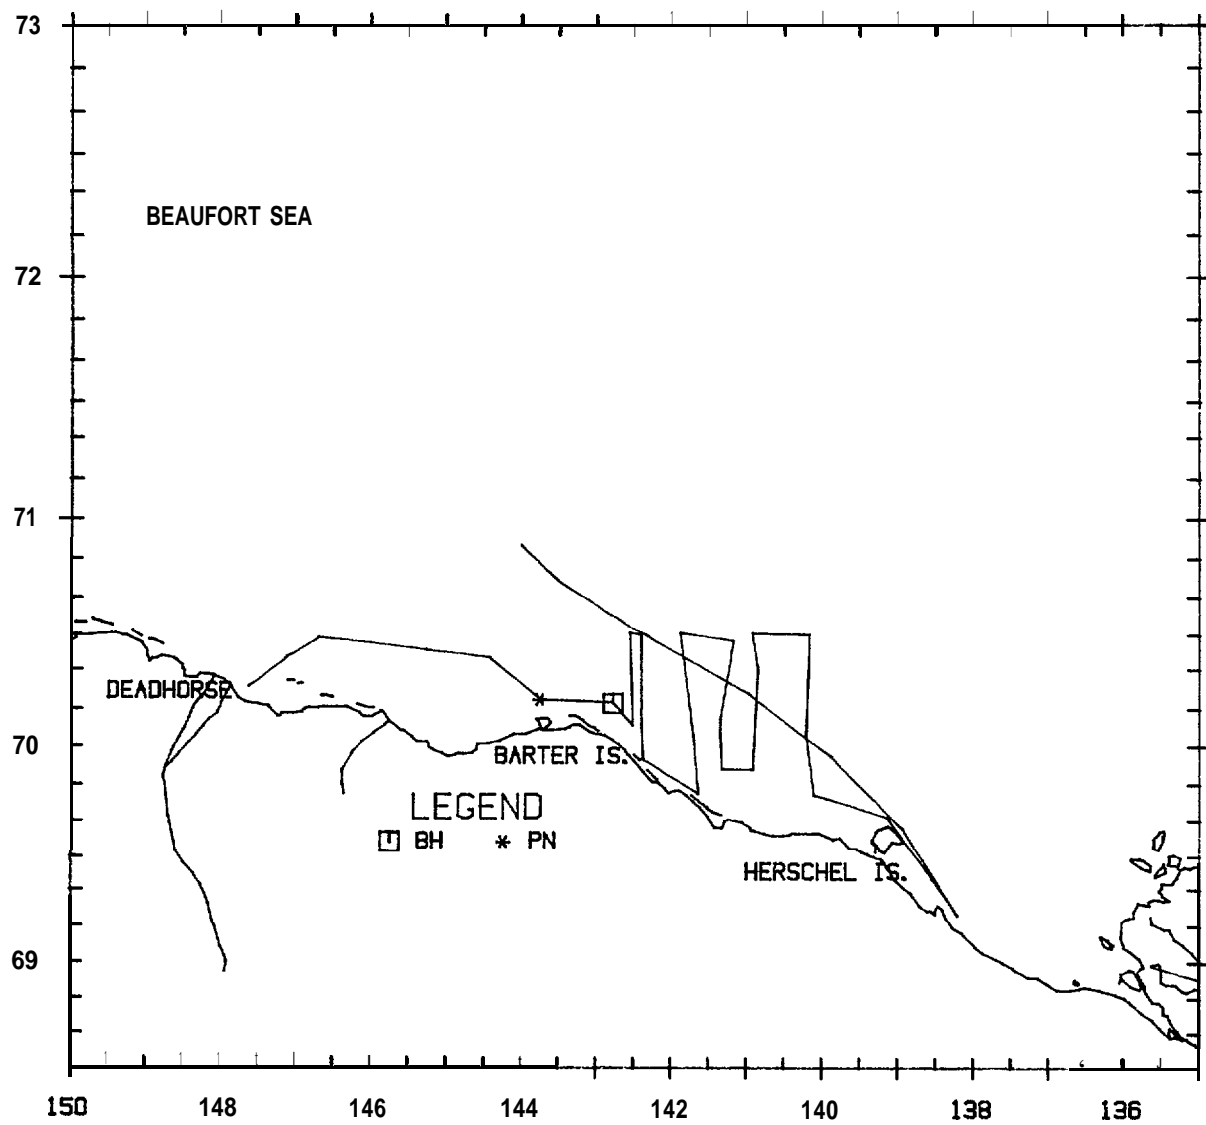 73
BEAUFORT SEA
72
71
DEADHORSE
70
BARTER IS.
LEGEND
BH PN
HERSCHEL IS.
69
150 148 146 144 142 140 138 136